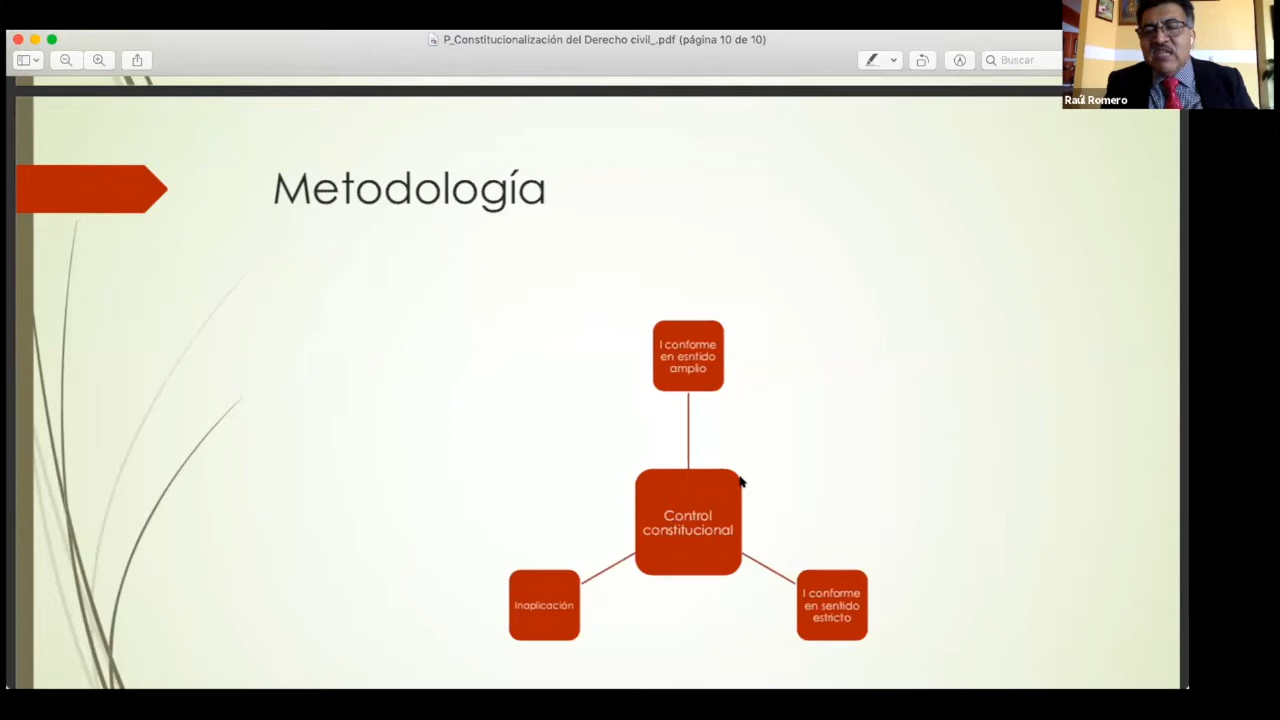 P_Constitucionalización del Derecho civil_.pdf (página 10 de 10)
Buscar
Raúl Romero
Metodología
I conforme
en esntido
amplio
Control
constitucional
Inaplicación
I conforme
en sentido
estricto